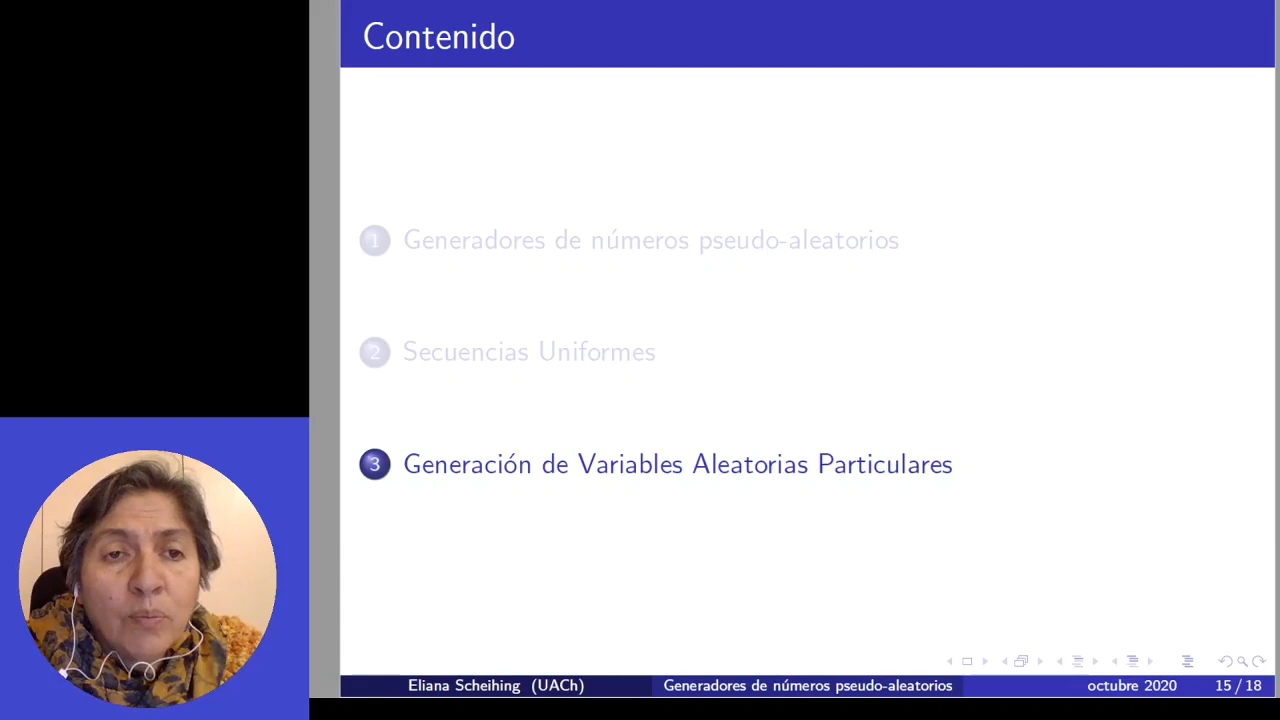 Contenido
1 Generadores de números pseudo-aleatorios
2 Secuencias Uniformes
3 Generación de Variables Aleatorias Particulares
Eliana Scheihing (UACh) Generadores de números pseudo-aleatorios octubre 2020 15 / 18